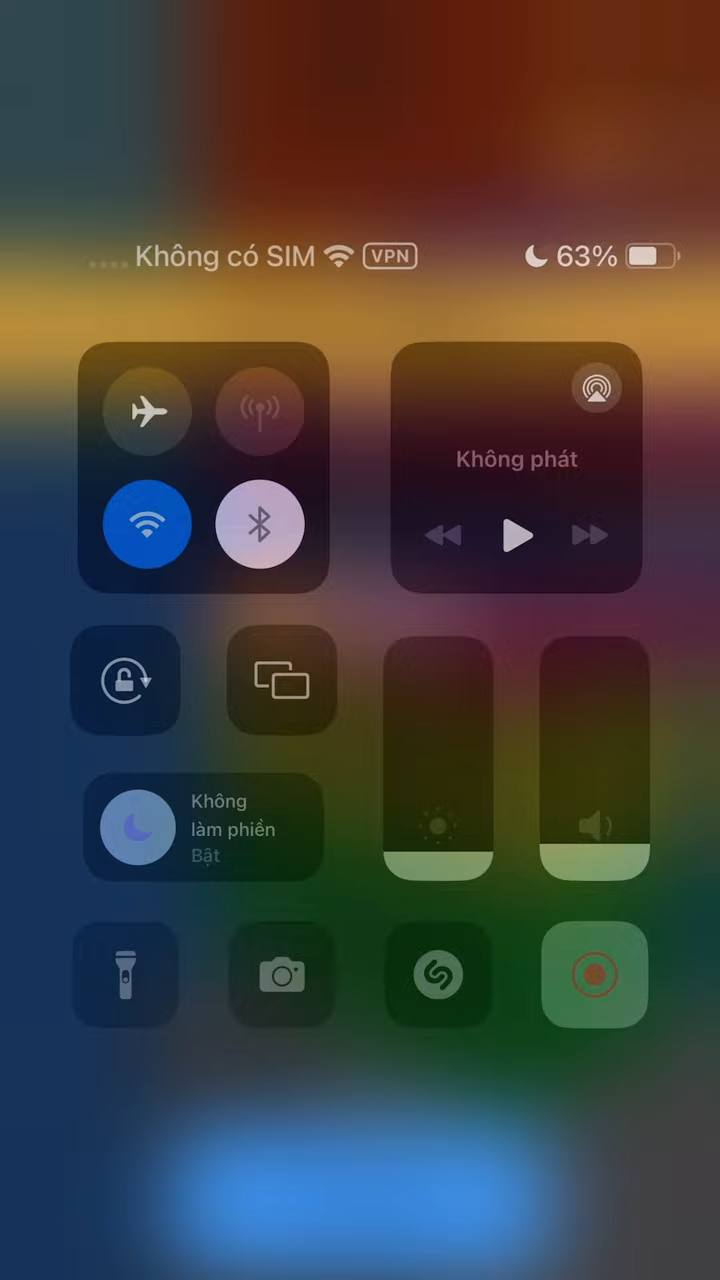 Không có SIM VPN 63%
Không phát
Không
làm phiền
Bật